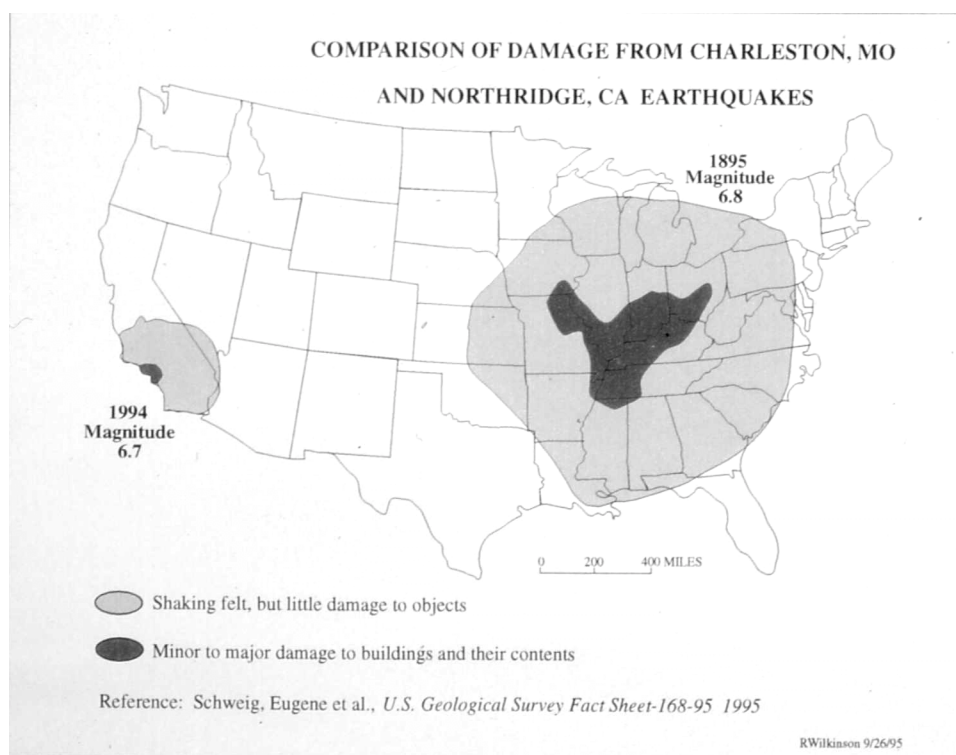 COMPARISON OF DAMAGE FROM CHARLESTON, MO
AND NORTHRIDGE, CA EARTHQUAKES
1895
Magnitude
6.8
1994
Magnitude
6.7
0 200 400 MILES
Shaking felt, but little damage to objects
Minor to major damage to buildings and their contents
Reference: Schweig, Eugene et al., U.S. Geological Survey Fact Sheet-168-95 1995
RWilkinson 9/26/95